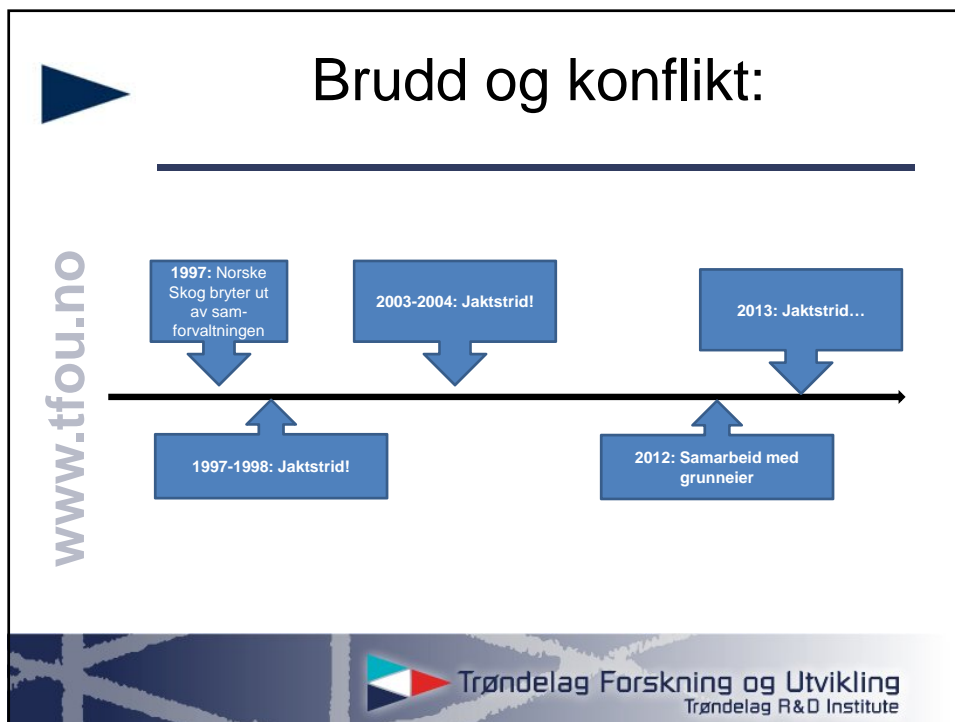 Brudd og konflikt:
www.tfou.no
1997: Norske
Skog bryter ut
av sam-
forvaltningen
2003-2004: Jaktstrid!
2013: Jaktstrid…
1997-1998: Jaktstrid!
2012: Samarbeid med
grunneier
Trøndelag Forskning og Utvikling
Trøndelag R&D Institute